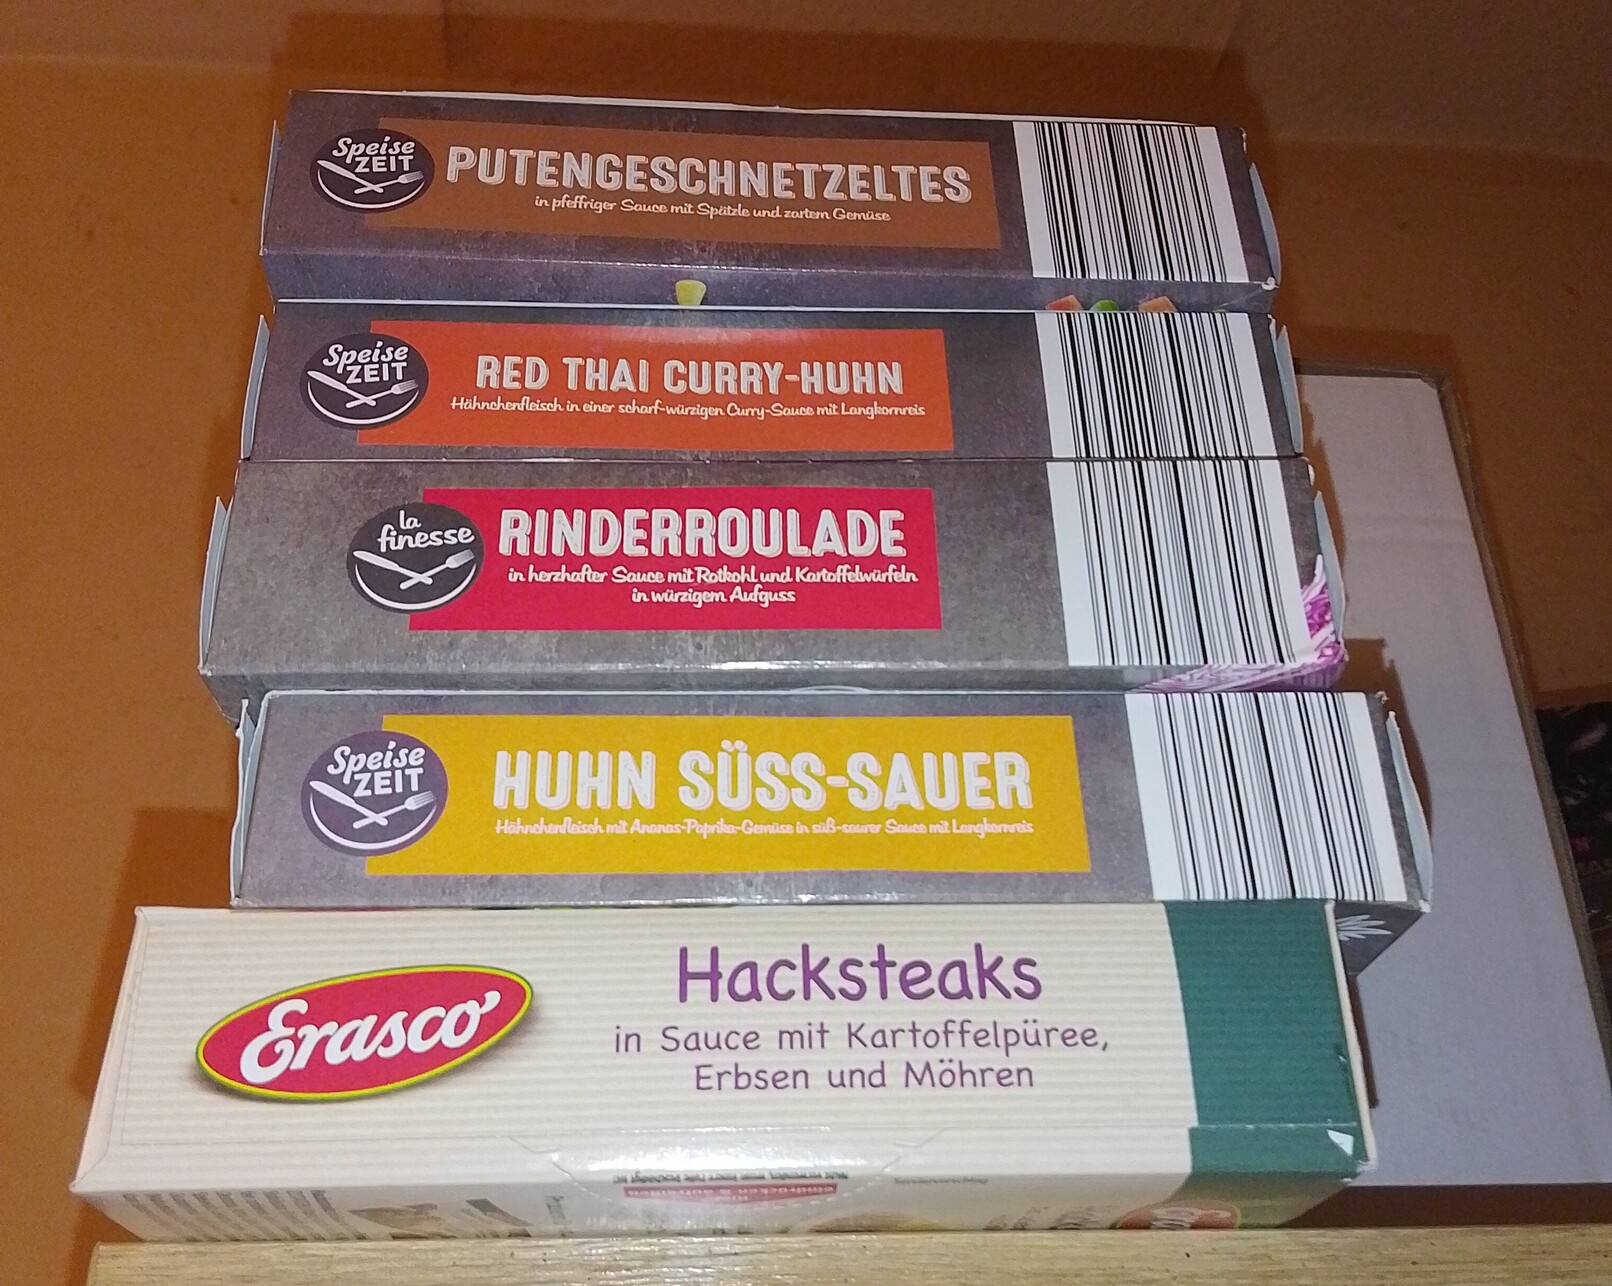 Speise
ZEIT
PUTENGESCHNETZELTES
in pfeffriger Sauce mit Spätzle und zartem Gemüse
Speise
ZEIT
RED THAI CURRY-HUHN
Hähnchenfleisch in einer scharf-würzigen Curry-Sauce mit Langkornreis
la
finesse
RINDERROULADE
in herzhafter Sauce mit Rotkohl und Kartoffelwürfeln
in würzigem Aufguss
Speise
ZEIT
HUHN SÜSS-SAUER
Hähnchenfleisch mit Ananas-Paprika-Gemüse in süß-saurer Sauce mit Langkornreis
Erasco
Hacksteaks
in Sauce mit Kartoffelpüree,
Erbsen und Möhren